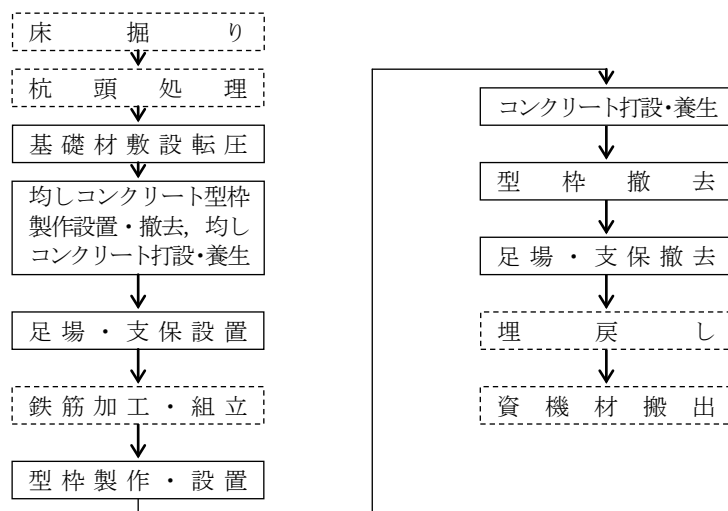 床掘り
杭頭処理
基礎材敷設転圧
均しコンクリート型枠
製作設置・撤去，均し
コンクリート打設・養生
足場・支保設置
鉄筋加工・組立
型枠製作・設置
コンクリート打設・養生
型枠撤去
足場・支保撤去
埋戻し
資機材搬出